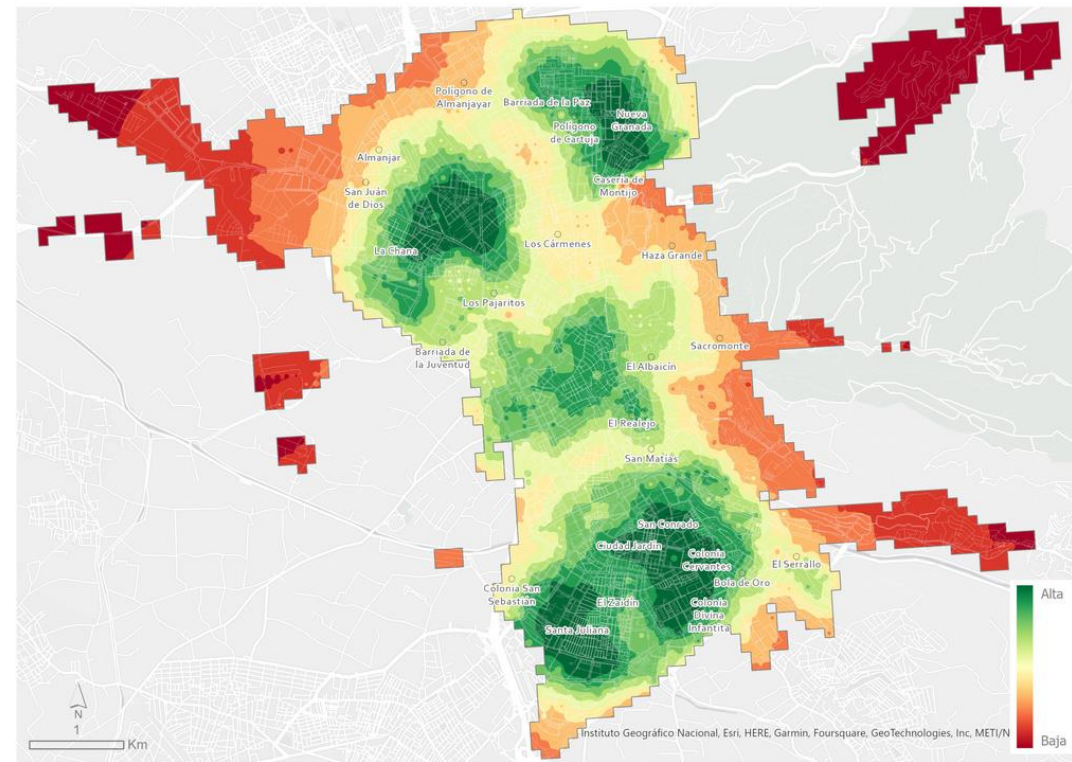 Polígono de
Almanjayar
Barriada de la Paz
Nueva
Granada
Polígono
de Cartuja
Almanjar
Casería de
Montijo
San Juán
de Dios
Los Cármenes
La Chana
Haza Grande
Los Pajaritos
Sacromonte
Barriada de
la Juventud
El Albaicín
El Realejo
San Matías
San Conrado
Ciudad Jardín
Colonia
Cervantes
El Serrallo
Colonia San
Sebastián
Bola de Oro
El Zaidín
Colonia
Divina
Infantita
Santa Juliana
Alta
Baja
N
1
Km
Instituto Geográfico Nacional, Esri, HERE, Garmin, Foursquare, GeoTechnologies, Inc, METI/N